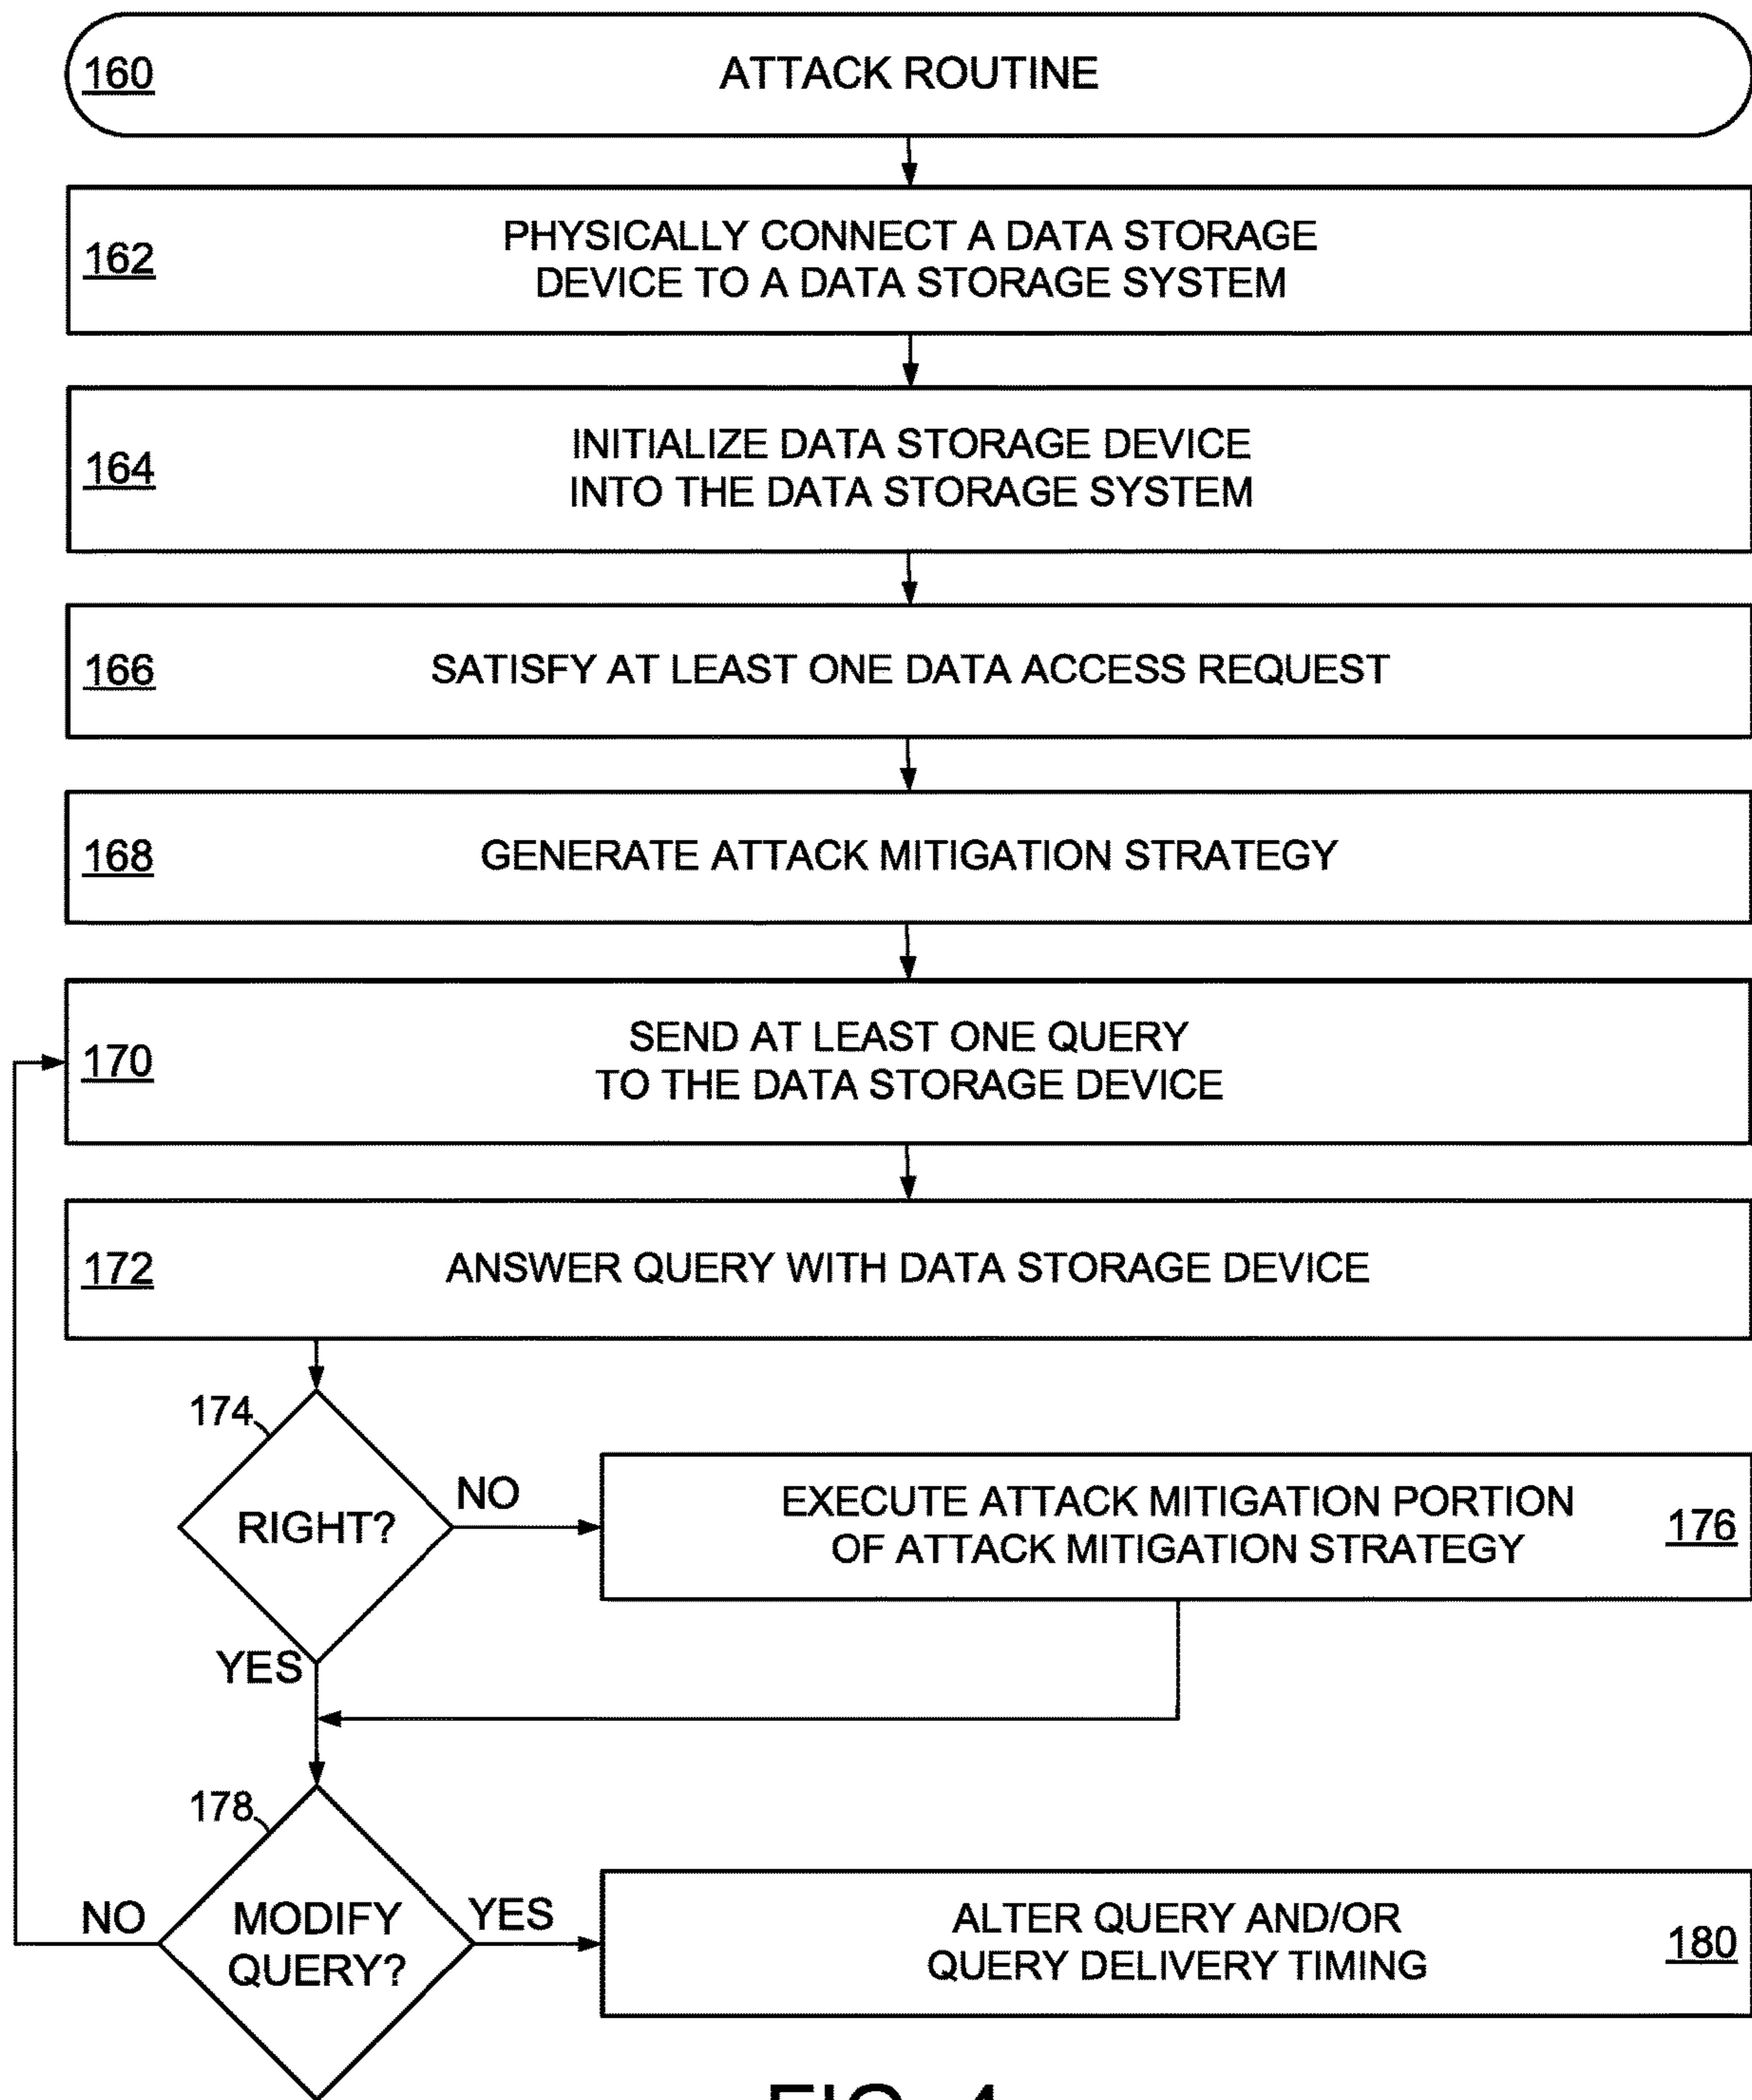 160
ATTACK ROUTINE
162
PHYSICALLY CONNECT A DATA STORAGE
DEVICE TO A DATA STORAGE SYSTEM
164
INITIALIZE DATA STORAGE DEVICE
INTO THE DATA STORAGE SYSTEM
166
SATISFY AT LEAST ONE DATA ACCESS REQUEST
168
GENERATE ATTACK MITIGATION STRATEGY
170
SEND AT LEAST ONE QUERY
TO THE DATA STORAGE DEVICE
172
ANSWER QUERY WITH DATA STORAGE DEVICE
174
RIGHT?
NO
EXECUTE ATTACK MITIGATION PORTION
OF ATTACK MITIGATION STRATEGY
176
YES
178
NO
MODIFY
QUERY?
YES
ALTER QUERY AND/OR
QUERY DELIVERY TIMING
180
FIG. 4